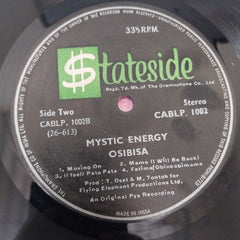 33⅓ R.P.M.
$tateside
Regd. Td. Mk. of The Gramophone Co. Ltd.
Side Two
CABLP. 1002B
(26-613)
Stereo
CABLP. 1002
MYSTIC ENERGY
OSIBISA
1. Moving On 2. Mama (I Will Be Back)
3. (I feel) Pata Pata 4. Fatima/Obinkabimame
Prod: T. Osei & M. Tontoh for
Flying Elephant Productions Ltd.
An Original Pye Recording
MADE IN INDIA